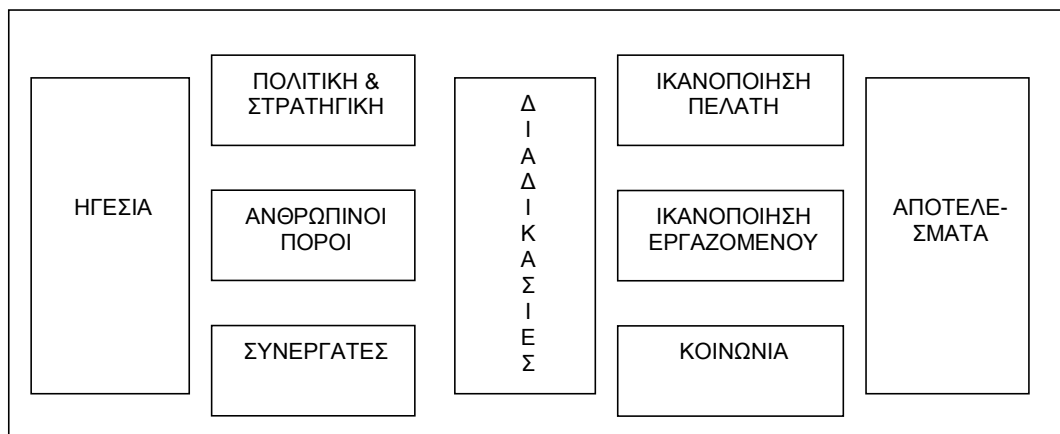 ΗΓΕΣΙΑ
ΠΟΛΙΤΙΚΗ &
ΣΤΡΑΤΗΓΙΚΗ
ΑΝΘΡΩΠΙΝΟΙ
ΠΟΡΟΙ
ΣΥΝΕΡΓΑΤΕΣ
Δ
Ι
Α
Δ
Ι
Κ
Α
Σ
Ι
Ε
Σ
ΙΚΑΝΟΠΟΙΗΣΗ
ΠΕΛΑΤΗ
ΙΚΑΝΟΠΟΙΗΣΗ
ΕΡΓΑΖΟΜΕΝΟΥ
ΚΟΙΝΩΝΙΑ
ΑΠΟΤΕΛΕ-
ΣΜΑΤΑ